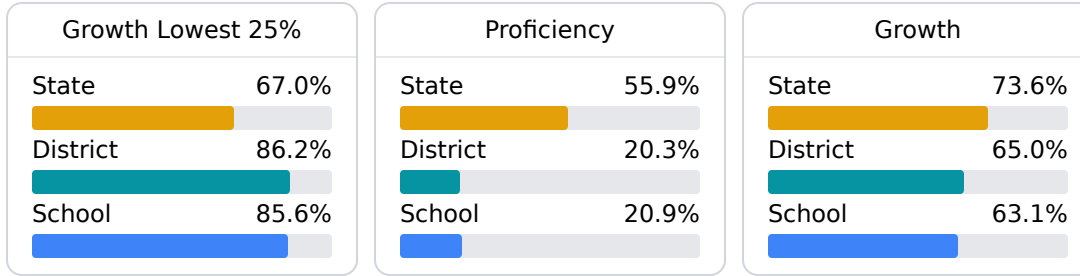 Growth Lowest 25%
State 67.0%
District 86.2%
School 85.6%
Proficiency
State 55.9%
District 20.3%
School 20.9%
Growth
State 73.6%
District 65.0%
School 63.1%